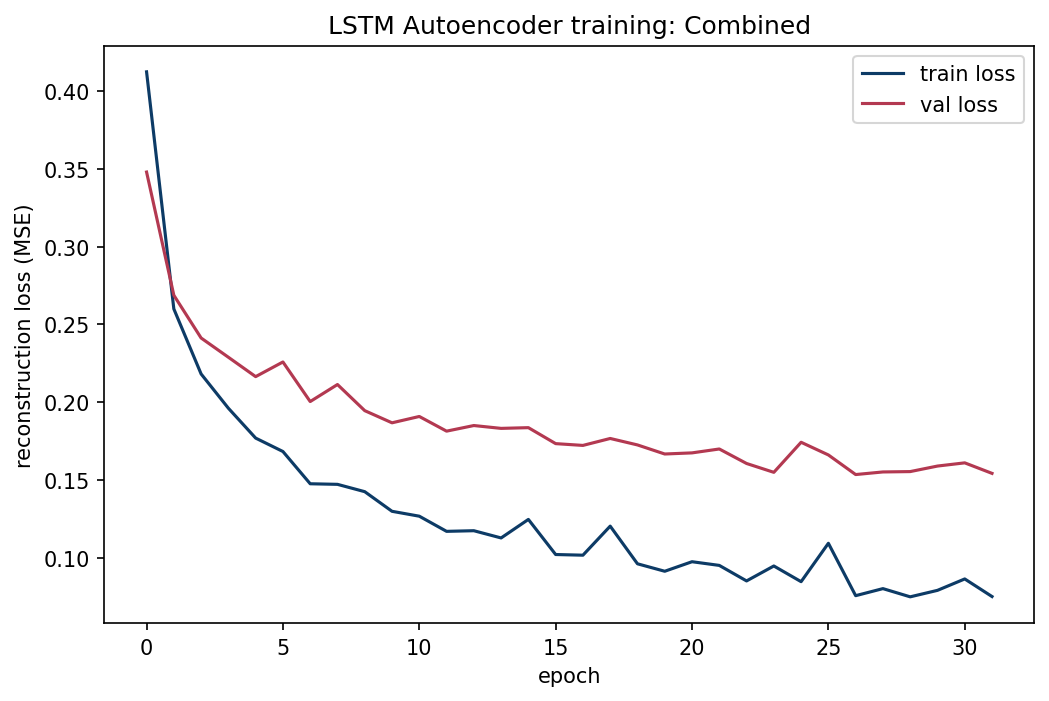 LSTM Autoencoder training: Combined
train loss
val loss
reconstruction loss (MSE)
0.40
0.35
0.30
0.25
0.20
0.15
0.10
0 5 10 15 20 25 30
epoch